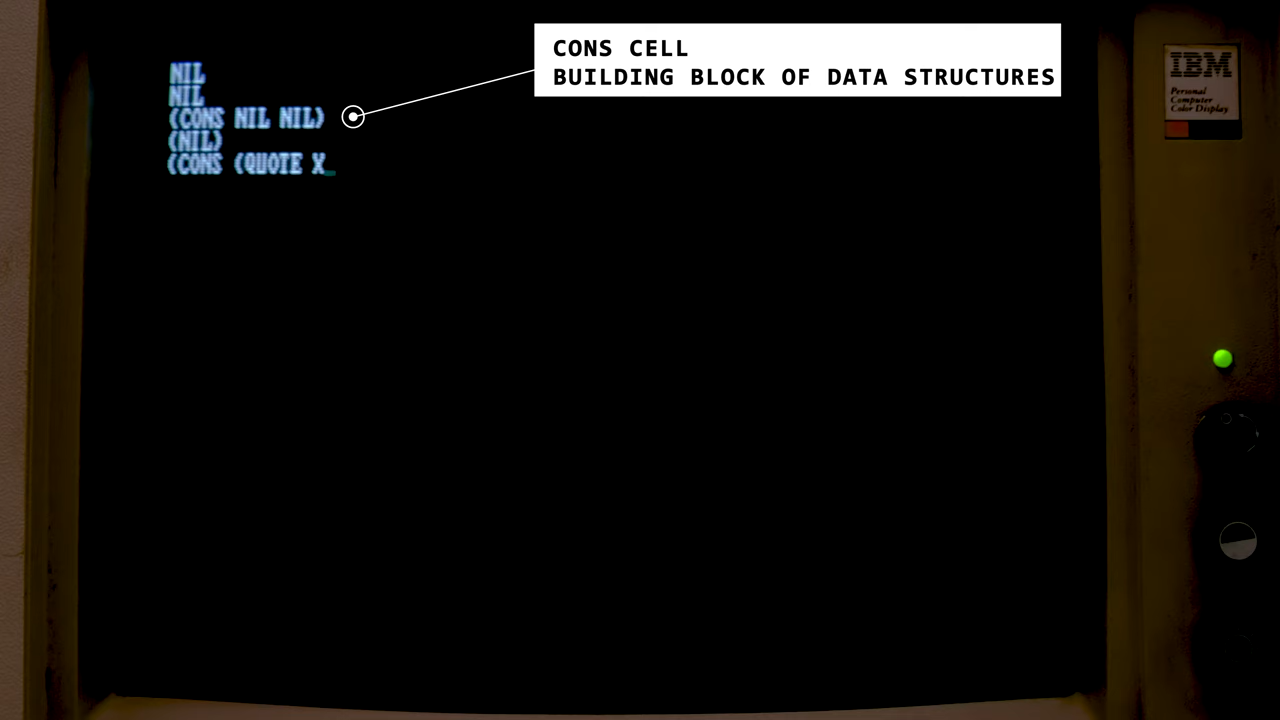 CONS CELL
BUILDING BLOCK OF DATA STRUCTURES
NIL
NIL
(CONS NIL NIL)
(NIL)
(CONS (QUOTE X_
IBM
Personal
Computer
Color Display